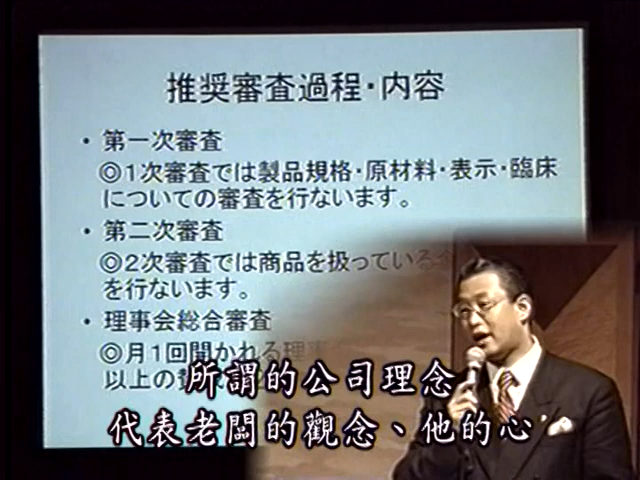 推奨審査過程・内容
・ 第一次審査
◎1次審査では製品規格・原材料・表示・臨床
についての審査を行ないます。
・ 第二次審査
◎2次審査では商品を扱っている
を行ないます。
・ 理事会総合審査
◎月1回開かれる理事
以上の
所謂的公司理念
代表老闆的觀念、他的心